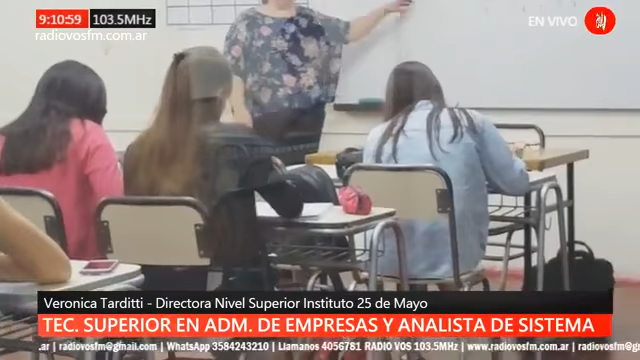 9:10:59 103.5MHz
radiovosfm.com.ar
EN VIVO
Veronica Tarditti - Directora Nivel Superior Instituto 25 de Mayo
TEC. SUPERIOR EN ADM. DE EMPRESAS Y ANALISTA DE SISTEMA
ar | radiovosfm@gmail.com | WhatsApp 3584243210 | Llamanos 4056781 RADIO VOS FM 103.5MHz | www.radiovosfm.com.ar | radiovosfm